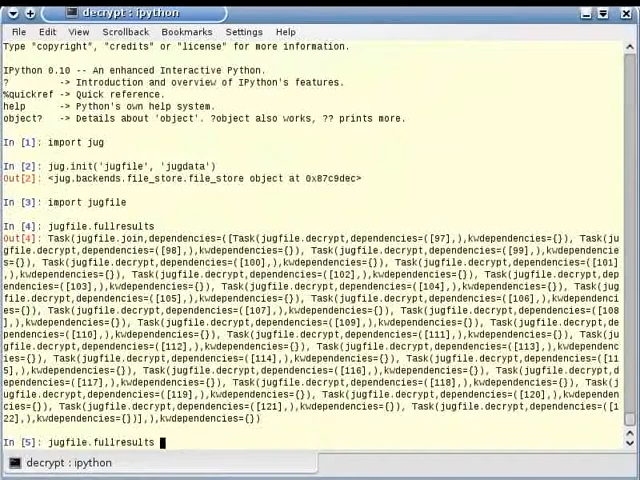 decrypt : ipython
File Edit View Scrollback Bookmarks Settings Help
Type "copyright", "credits" or "license" for more information.
IPython 0.10 -- An enhanced Interactive Python.
? -> Introduction and overview of IPython's features.
%quickref -> Quick reference.
help -> Python's own help system.
object? -> Details about 'object'. ?object also works, ?? prints more.
In [1]: import jug
In [2]: jug.init('jugfile', 'jugdata')
Out[2]: <jug.backends.file_store.file_store object at 0x87c9dec>
In [3]: import jugfile
In [4]: jugfile.fullresults
Out[4]: Task(jugfile.join,dependencies=([Task(jugfile.decrypt,dependencies=([97],),kwdependencies={}), Task(ju
gfile.decrypt,dependencies=([98],),kwdependencies={}), Task(jugfile.decrypt,dependencies=([99],),kwdependencie
s={}), Task(jugfile.decrypt,dependencies=([100],),kwdependencies={}), Task(jugfile.decrypt,dependencies=([101]
,),kwdependencies={}), Task(jugfile.decrypt,dependencies=([102],),kwdependencies={}), Task(jugfile.decrypt,dep
endencies=([103],),kwdependencies={}), Task(jugfile.decrypt,dependencies=([104],),kwdependencies={}), Task(jug
file.decrypt,dependencies=([105],),kwdependencies={}), Task(jugfile.decrypt,dependencies=([106],),kwdependenci
es={}), Task(jugfile.decrypt,dependencies=([107],),kwdependencies={}), Task(jugfile.decrypt,dependencies=([108
],),kwdependencies={}), Task(jugfile.decrypt,dependencies=([109],),kwdependencies={}), Task(jugfile.decrypt,de
pendencies=([110],),kwdependencies={}), Task(jugfile.decrypt,dependencies=([111],),kwdependencies={}), Task(ju
gfile.decrypt,dependencies=([112],),kwdependencies={}), Task(jugfile.decrypt,dependencies=([113],),kwdependenc
ies={}), Task(jugfile.decrypt,dependencies=([114],),kwdependencies={}), Task(jugfile.decrypt,dependencies=([11
5],),kwdependencies={}), Task(jugfile.decrypt,dependencies=([116],),kwdependencies={}), Task(jugfile.decrypt,d
ependencies=([117],),kwdependencies={}), Task(jugfile.decrypt,dependencies=([118],),kwdependencies={}), Task(j
ugfile.decrypt,dependencies=([119],),kwdependencies={}), Task(jugfile.decrypt,dependencies=([120],),kwdependen
cies={}), Task(jugfile.decrypt,dependencies=([121],),kwdependencies={}), Task(jugfile.decrypt,dependencies=([1
22],),kwdependencies={})],),kwdependencies={})
In [5]: jugfile.fullresults
decrypt : ipython